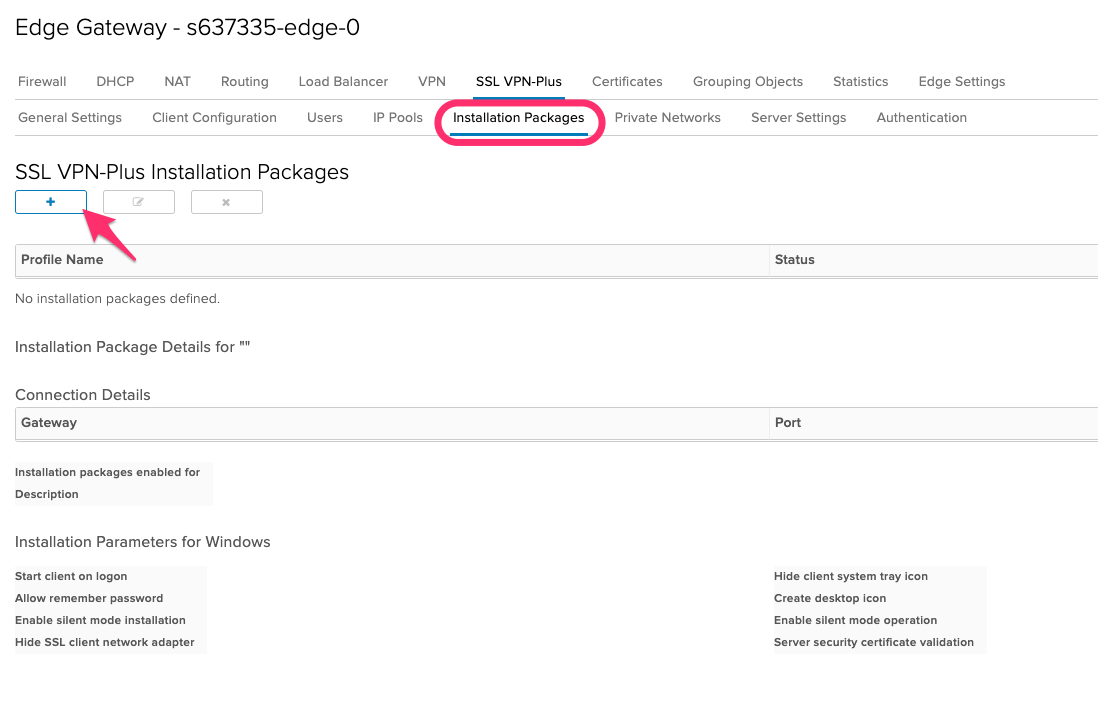 Edge Gateway - s637335-edge-0
Firewall DHCP NAT Routing Load Balancer VPN SSL VPN-Plus Certificates Grouping Objects Statistics Edge Settings
General Settings Client Configuration Users IP Pools Installation Packages Private Networks Server Settings Authentication
SSL VPN-Plus Installation Packages
Profile Name Status
No installation packages defined.
Installation Package Details for ""
Connection Details
Gateway Port
Installation packages enabled for
Description
Installation Parameters for Windows
Start client on logon Hide client system tray icon
Allow remember password Create desktop icon
Enable silent mode installation Enable silent mode operation
Hide SSL client network adapter Server security certificate validation